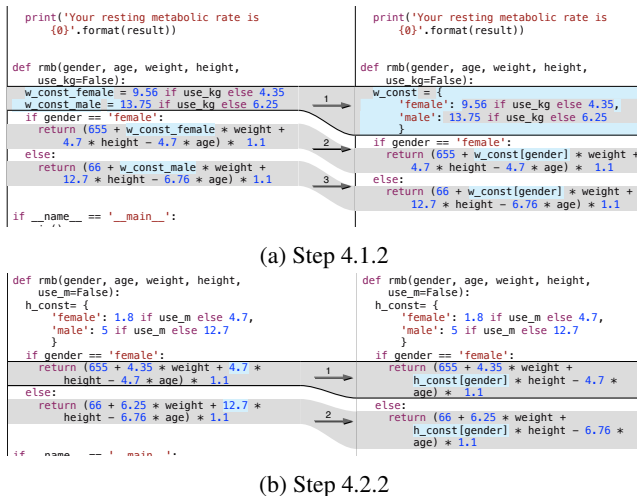 print('Your resting metabolic rate is
{0}'.format(result))
def rmb(gender, age, weight, height,
use_kg=False):
w_const_female = 9.56 if use_kg else 4.35
w_const_male = 13.75 if use_kg else 6.25
if gender == 'female':
return (655 + w_const_female * weight +
4.7 * height - 4.7 * age) * 1.1
else:
return (66 + w_const_male * weight +
12.7 * height - 6.76 * age) * 1.1
if __name__ == '__main__':
1
2
3
print('Your resting metabolic rate is
{0}'.format(result))
def rmb(gender, age, weight, height,
use_kg=False):
w_const = {
'female': 9.56 if use_kg else 4.35,
'male': 13.75 if use_kg else 6.25
}
if gender == 'female':
return (655 + w_const[gender] * weight +
4.7 * height - 4.7 * age) * 1.1
else:
return (66 + w_const[gender] * weight +
12.7 * height - 6.76 * age) * 1.1
(a) Step 4.1.2
def rmb(gender, age, weight, height,
use_m=False):
h_const= {
'female': 1.8 if use_m else 4.7,
'male': 5 if use_m else 12.7
}
if gender == 'female':
return (655 + 4.35 * weight + 4.7 *
height - 4.7 * age) * 1.1
else:
return (66 + 6.25 * weight + 12.7 *
height - 6.76 * age) * 1.1
if __name__ == '__main__':
1
2
def rmb(gender, age, weight, height,
use_m=False):
h_const= {
'female': 1.8 if use_m else 4.7,
'male': 5 if use_m else 12.7
}
if gender == 'female':
return (655 + 4.35 * weight +
h_const[gender] * height - 4.7 *
age) * 1.1
else:
return (66 + 6.25 * weight +
h_const[gender] * height - 6.76 *
age) * 1.1
(b) Step 4.2.2